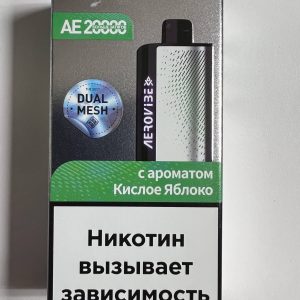 AE 20000
DUAL
MESH
AEROVIBE
с ароматом
Кислое Яблоко
Никотин
вызывает
зависимость